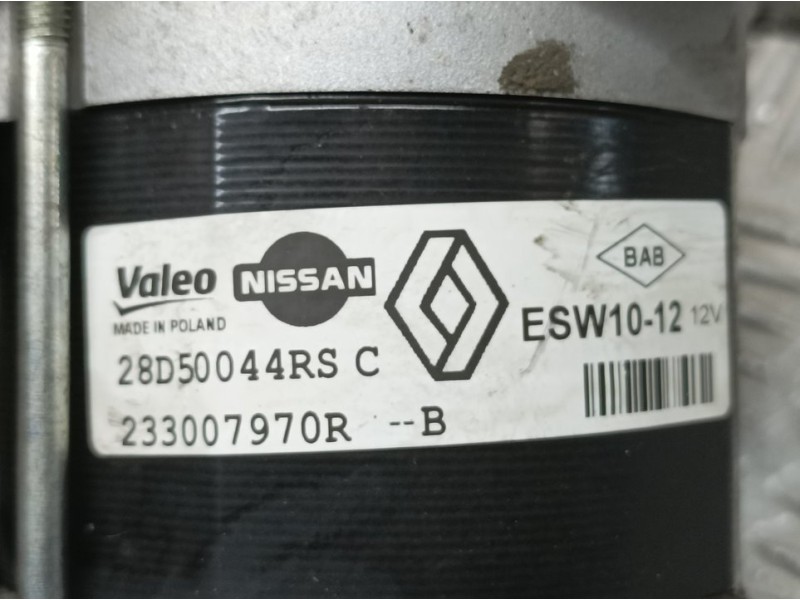 Valeo
MADE IN POLAND
NISSAN
BAB
ESW10-12 12V
28D50044RS C
233007970R --B